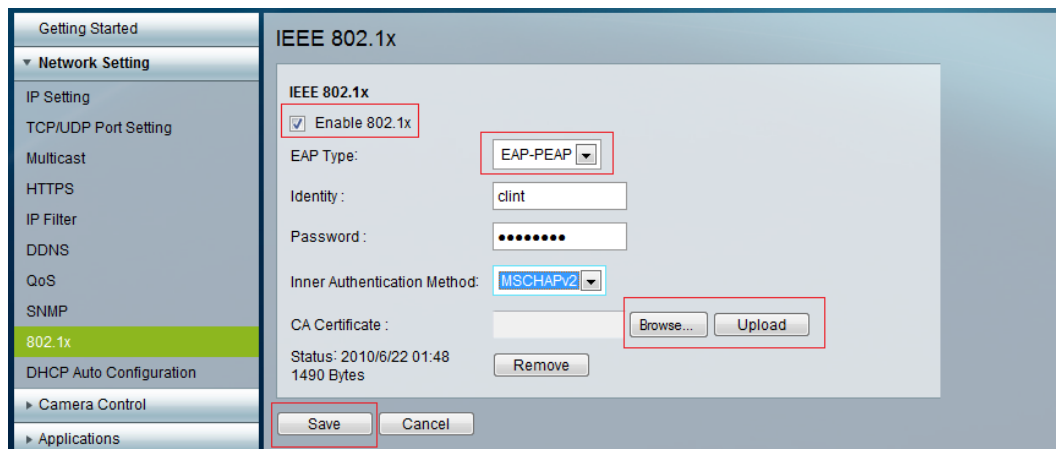 Getting Started
Network Setting
IP Setting
TCP/UDP Port Setting
Multicast
HTTPS
IP Filter
DDNS
QoS
SNMP
802.1x
DHCP Auto Configuration
Camera Control
Applications
IEEE 802.1x
IEEE 802.1x
Enable 802.1x
EAP Type: EAP-PEAP
Identity : clint
Password : ••••••••
Inner Authentication Method: MSCHAPv2
CA Certificate : Browse... Upload
Status: 2010/6/22 01:48
1490 Bytes
Remove
Save Cancel